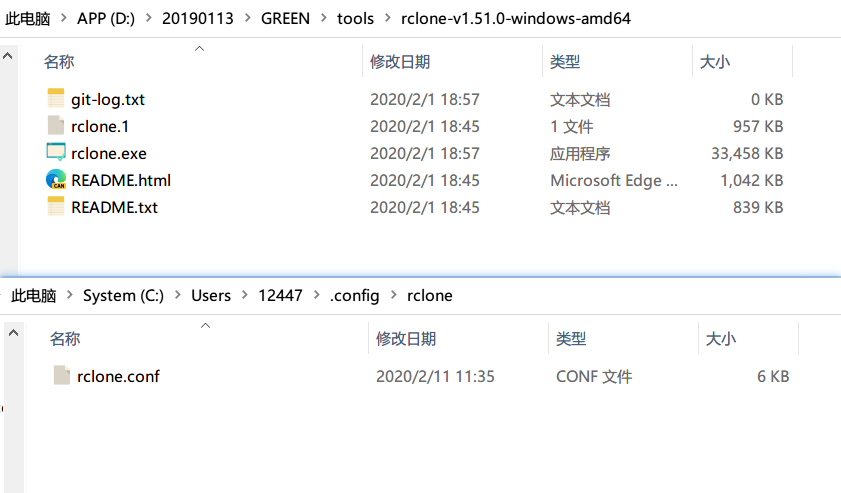 此电脑 > APP (D:) > 20190113 > GREEN > tools > rclone-v1.51.0-windows-amd64
名称 修改日期 类型 大小
git-log.txt 2020/2/1 18:57 文本文档 0 KB
rclone.1 2020/2/1 18:45 1 文件 957 KB
rclone.exe 2020/2/1 18:57 应用程序 33,458 KB
README.html 2020/2/1 18:45 Microsoft Edge ... 1,042 KB
README.txt 2020/2/1 18:45 文本文档 839 KB
此电脑 > System (C:) > Users > 12447 > .config > rclone
名称 修改日期 类型 大小
rclone.conf 2020/2/11 11:35 CONF 文件 6 KB